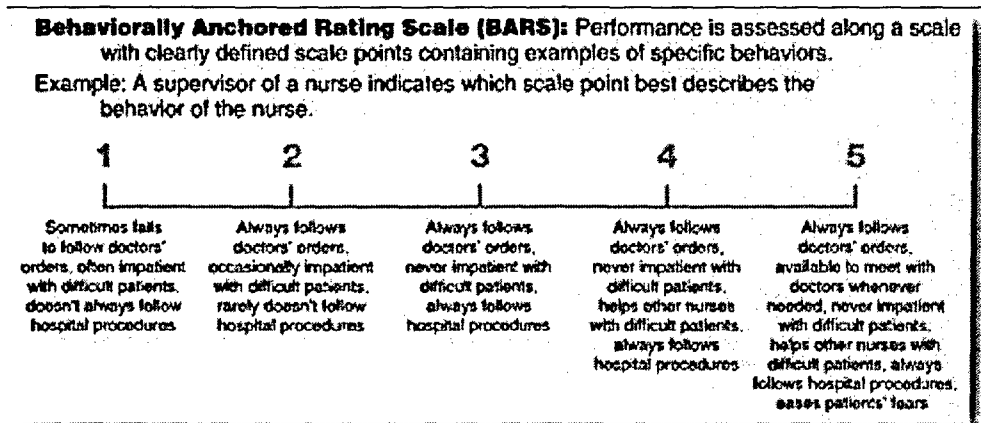 Behaviorally Anchored Rating Scale (BARS): Performance is assessed along a scale
with clearly defined scale points containing examples of specific behaviors.
Example: A supervisor of a nurse indicates which scale point best describes the
behavior of the nurse.
1 2 3 4 5
Sometimes fails
to follow doctors'
orders, often impatient
with difficult patients,
doesn't always follow
hospital procedures
Always follows
doctors' orders,
occasionally impatient
with difficult patients,
rarely doesn't follow
hospital procedures
Always follows
doctors' orders,
never impatient with
difficult patients,
always follows
hospital procedures
Always follows
doctors' orders,
never impatient with
difficult patients,
helps other nurses
with difficult patients,
always follows
hospital procedures
Always follows
doctors' orders,
available to meet with
doctors whenever
needed, never impatient
with difficult patients,
helps other nurses with
difficult patients, always
follows hospital procedures,
eases patients' fears